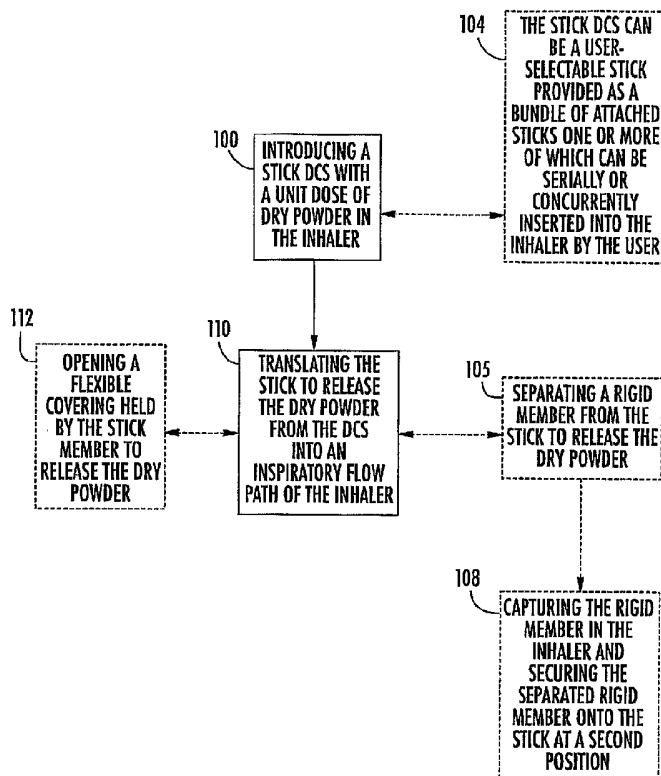 104
THE STICK DCS CAN
BE A USER-
SELECTABLE STICK
PROVIDED AS A
BUNDLE OF ATTACHED
STICKS ONE OR MORE
OF WHICH CAN BE
SERIALLY OR
CONCURRENTLY
INSERTED INTO THE
INHALER BY THE USER
100
INTRODUCING A
STICK DCS WITH
A UNIT DOSE OF
DRY POWDER IN
THE INHALER
112
OPENING A
FLEXIBLE
COVERING HELD
BY THE STICK
MEMBER TO
RELEASE THE DRY
POWDER
110
TRANSLATING THE
STICK TO RELEASE
THE DRY POWDER
FROM THE DCS
INTO AN
INSPIRATORY FLOW
PATH OF THE INHALER
105
SEPARATING A RIGID
MEMBER FROM THE
STICK TO RELEASE THE
DRY POWDER
108
CAPTURING THE RIGID
MEMBER IN THE
INHALER AND
SECURING THE
SEPARATED RIGID
MEMBER ONTO THE
STICK AT A SECOND
POSITION